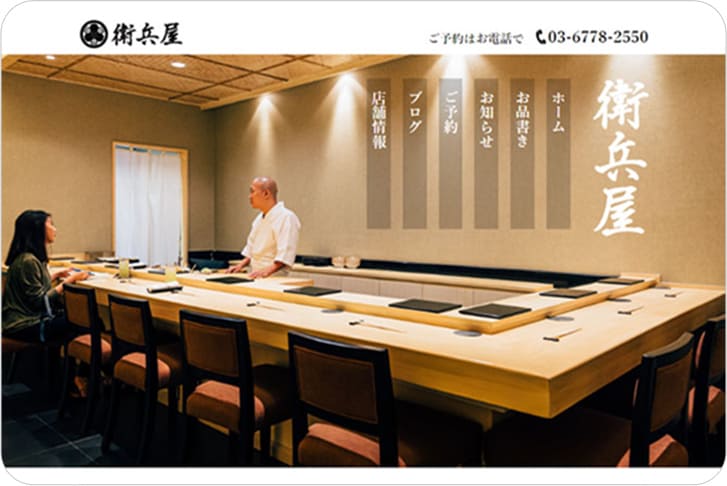 衛兵屋
ご予約はお電話で 03-6778-2550
衛兵屋
ホーム
お品書き
お知らせ
ご予約
ブログ
店舗情報